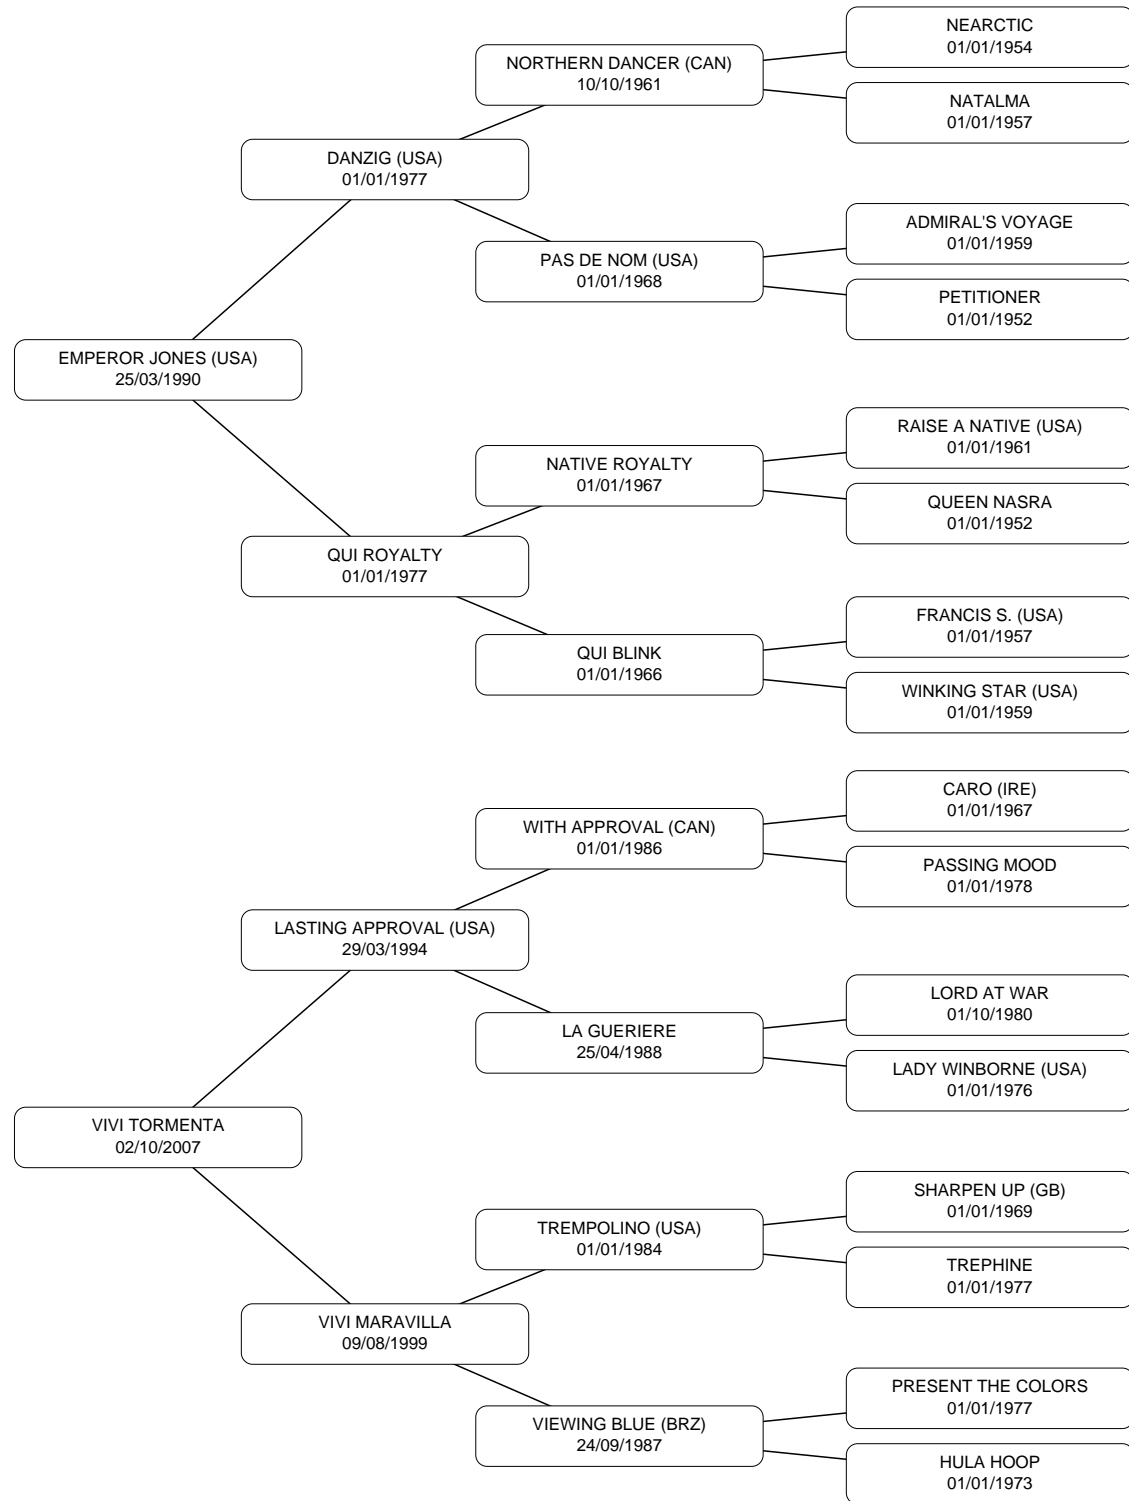 NEARCTIC
01/01/1954
NORTHERN DANCER (CAN)
10/10/1961
NATALMA
01/01/1957
DANZIG (USA)
01/01/1977
ADMIRAL'S VOYAGE
01/01/1959
PAS DE NOM (USA)
01/01/1968
PETITIONER
01/01/1952
EMPEROR JONES (USA)
25/03/1990
RAISE A NATIVE (USA)
01/01/1961
NATIVE ROYALTY
01/01/1967
QUEEN NASRA
01/01/1952
QUI ROYALTY
01/01/1977
FRANCIS S. (USA)
01/01/1957
QUI BLINK
01/01/1966
WINKING STAR (USA)
01/01/1959
CARO (IRE)
01/01/1967
WITH APPROVAL (CAN)
01/01/1986
PASSING MOOD
01/01/1978
LASTING APPROVAL (USA)
29/03/1994
LORD AT WAR
01/10/1980
LA GUERIERE
25/04/1988
LADY WINBORNE (USA)
01/01/1976
VIVI TORMENTA
02/10/2007
SHARPEN UP (GB)
01/01/1969
TREMPOLINO (USA)
01/01/1984
TREPHINE
01/01/1977
VIVI MARAVILLA
09/08/1999
PRESENT THE COLORS
01/01/1977
VIEWING BLUE (BRZ)
24/09/1987
HULA HOOP
01/01/1973